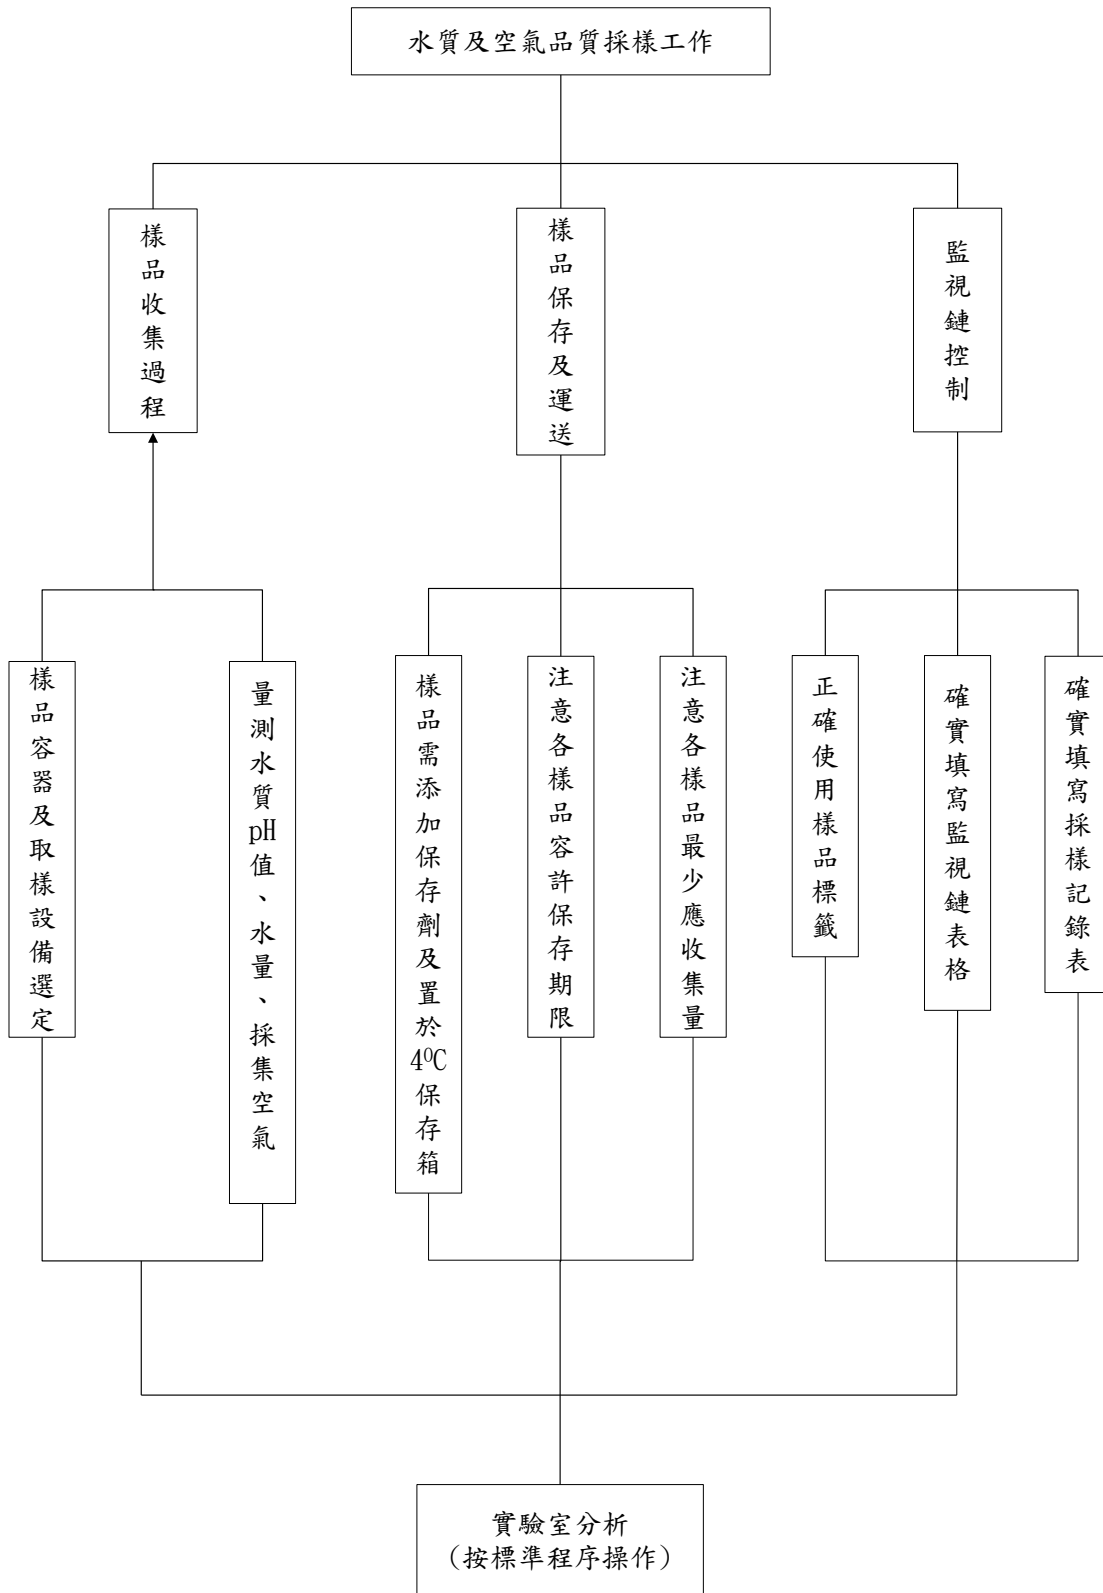 水質及空氣品質採樣工作
樣品收集過程
樣品保存及運送
監視鏈控制
樣品容器及取樣設備選定
量測水質pH值、水量、採集空氣
樣品需添加保存劑及置於4⁰C保存箱
注意各樣品容許保存期限
注意各樣品最少應收集量
正確使用樣品標籤
確實填寫監視鏈表格
確實填寫採樣記錄表
實驗室分析
（按標準程序操作）